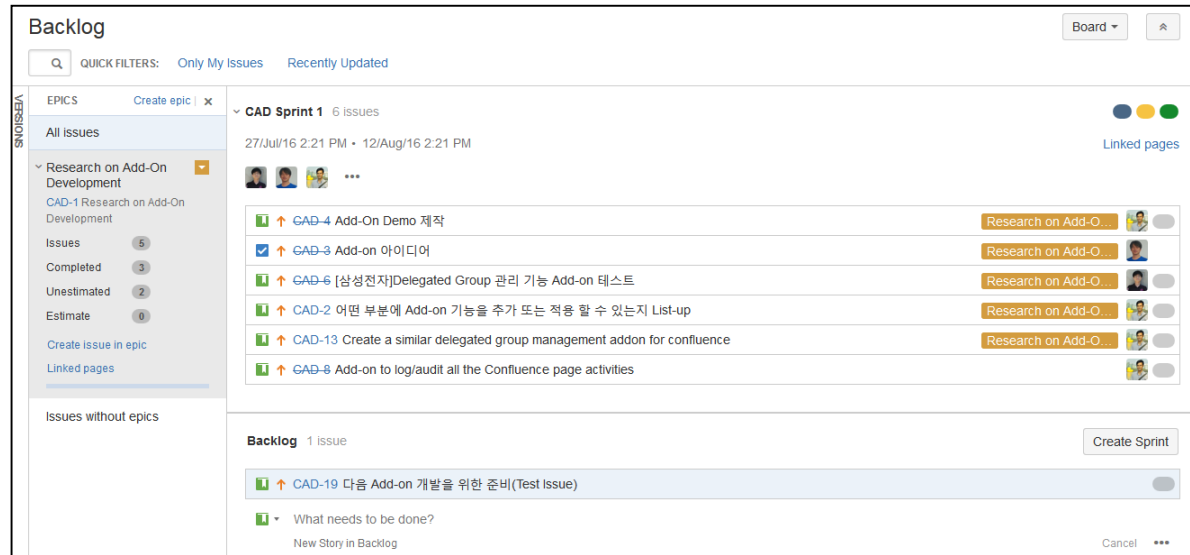 Backlog
Board
QUICK FILTERS: Only My Issues Recently Updated
VERSIONS
EPICS Create epic
All issues
Research on Add-On
Development
CAD-1 Research on Add-On
Development
Issues 5
Completed 3
Unestimated 2
Estimate 0
Create issue in epic
Linked pages
Issues without epics
CAD Sprint 1 6 issues
27/Jul/16 2:21 PM • 12/Aug/16 2:21 PM
Linked pages
•••
CAD-4 Add-On Demo 제작 Research on Add-O...
CAD-3 Add-on 아이디어 Research on Add-O...
CAD-6 [삼성전자]Delegated Group 관리 기능 Add-on 테스트 Research on Add-O...
CAD-2 어떤 부분에 Add-on 기능을 추가 또는 적용 할 수 있는지 List-up Research on Add-O...
CAD-13 Create a similar delegated group management addon for confluence Research on Add-O...
CAD-8 Add-on to log/audit all the Confluence page activities
Backlog 1 issue
Create Sprint
CAD-19 다음 Add-on 개발을 위한 준비(Test Issue)
What needs to be done?
New Story in Backlog
Cancel •••